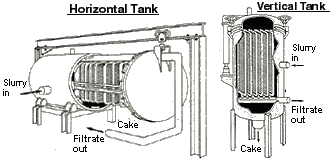 Horizontal Tank
Vertical Tank
Slurry
in
Cake
Filtrate
out
Slurry
in
Filtrate
out
Cake